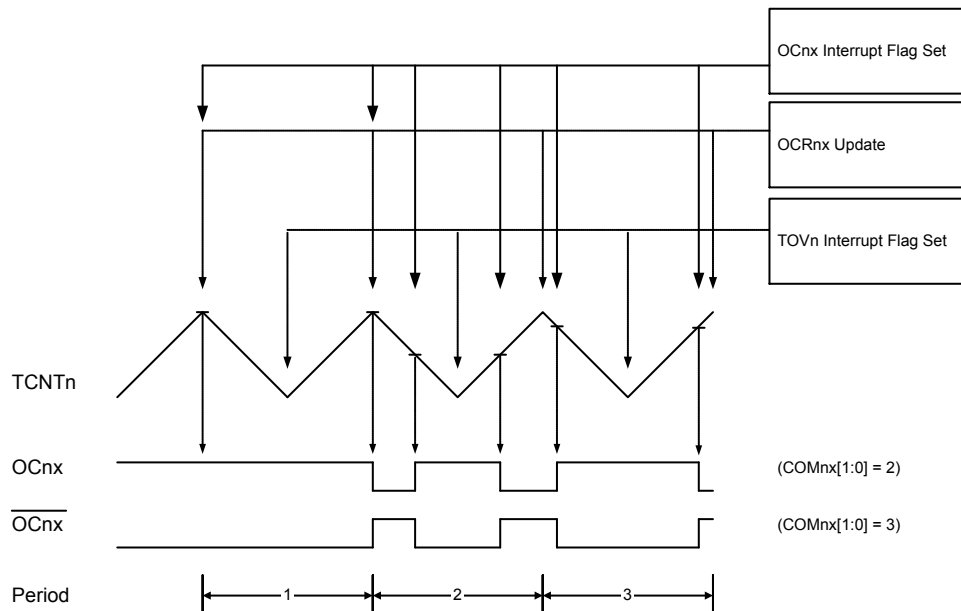 OCnx Interrupt Flag Set
OCRnx Update
TOVn Interrupt Flag Set
TCNTn
OCnx
(COMnx[1:0] = 2)
OCnx
(COMnx[1:0] = 3)
Period
1
2
3